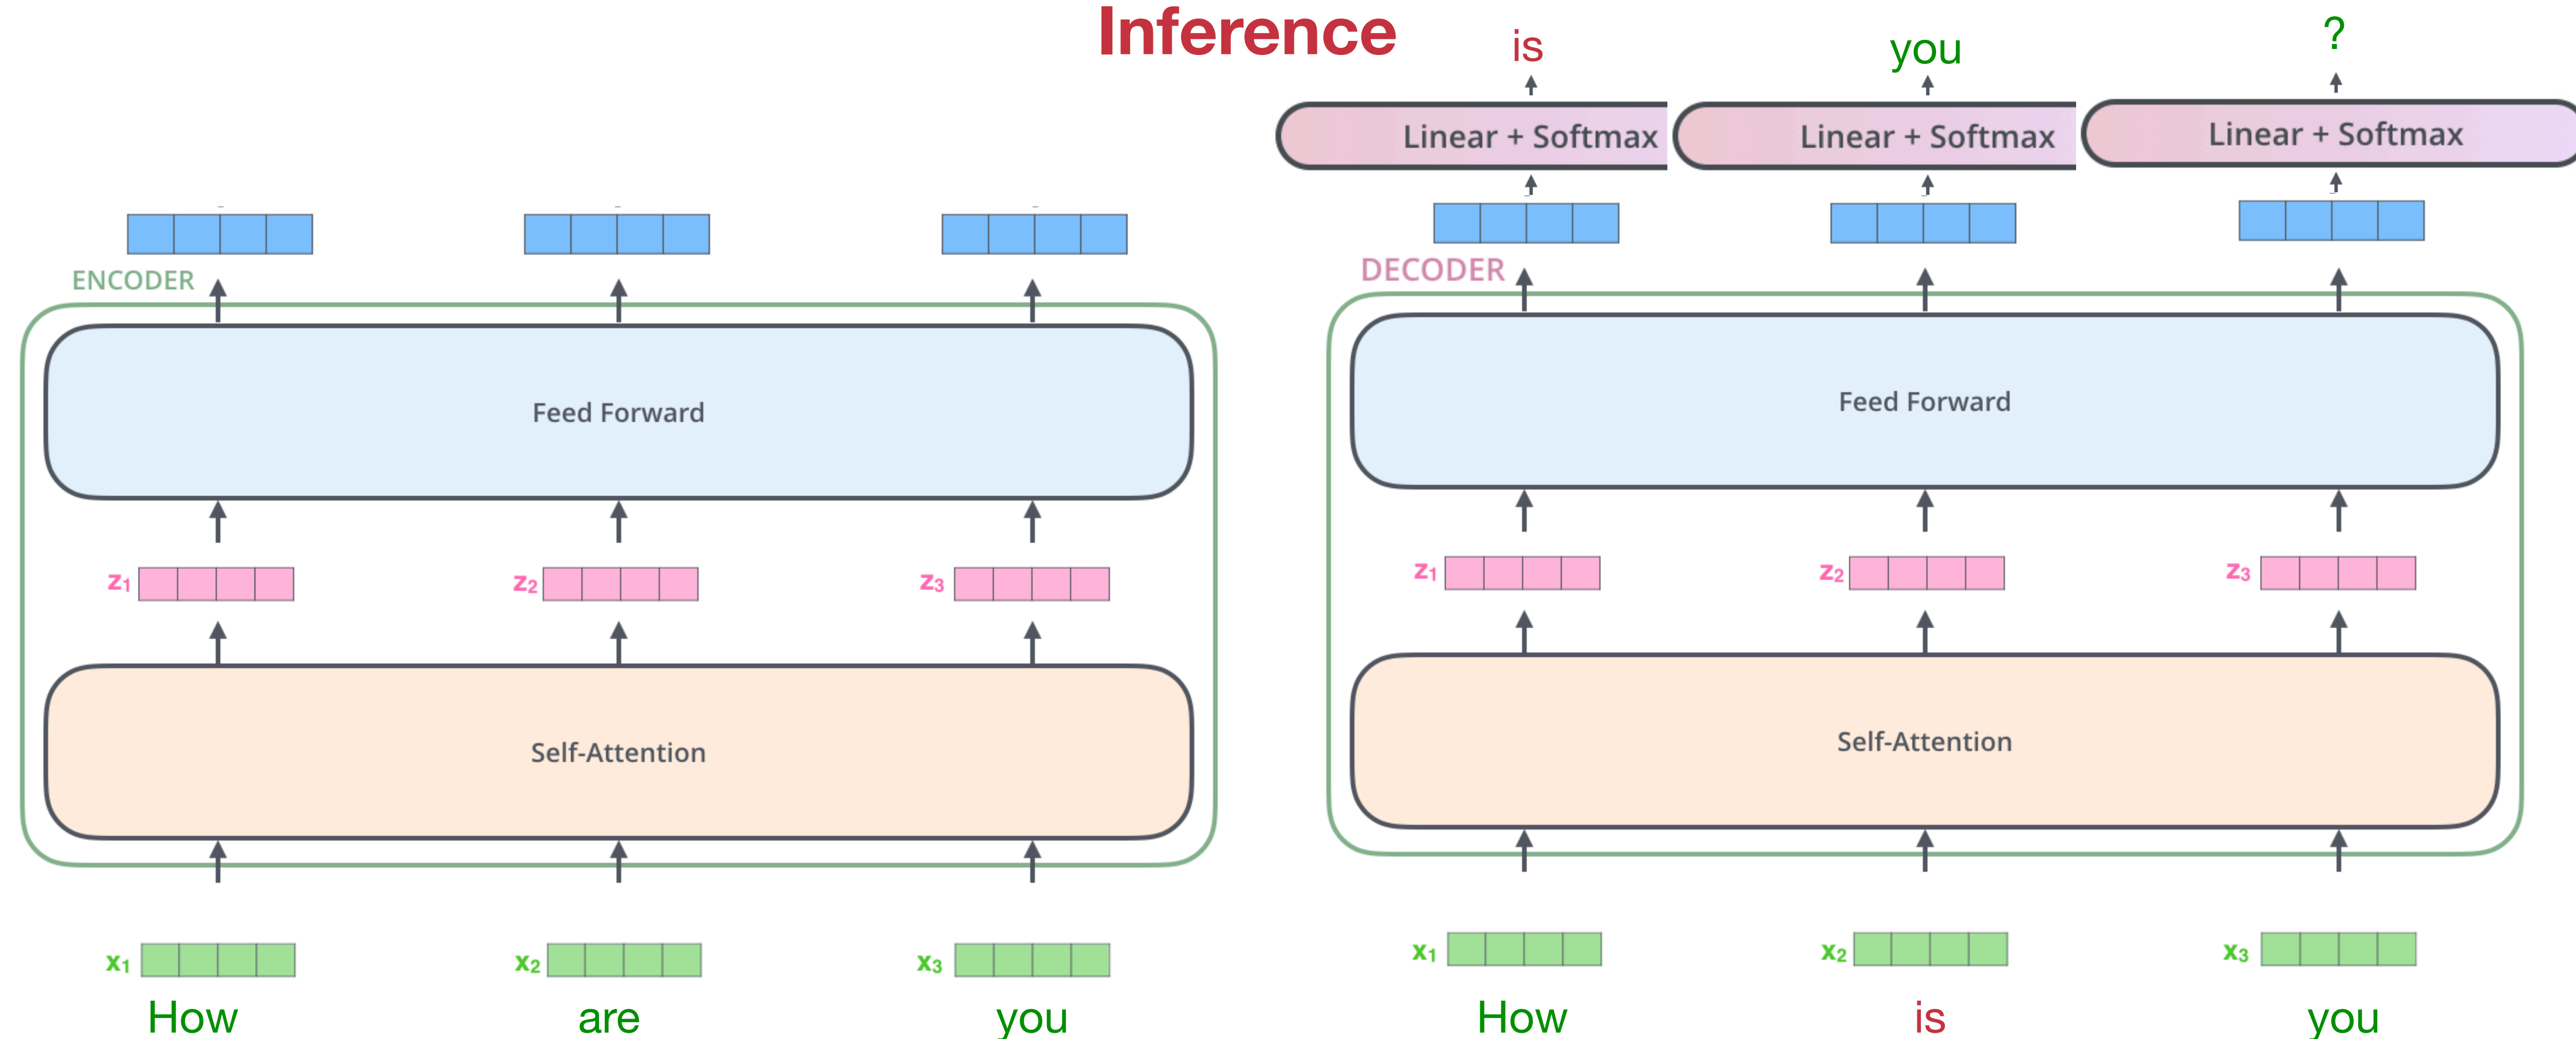 Inference
is you ?
Linear + Softmax Linear + Softmax Linear + Softmax
ENCODER
Feed Forward
z1 z2 z3
Self-Attention
x1 x2 x3
How are you
DECODER
Feed Forward
z1 z2 z3
Self-Attention
x1 x2 x3
How is you